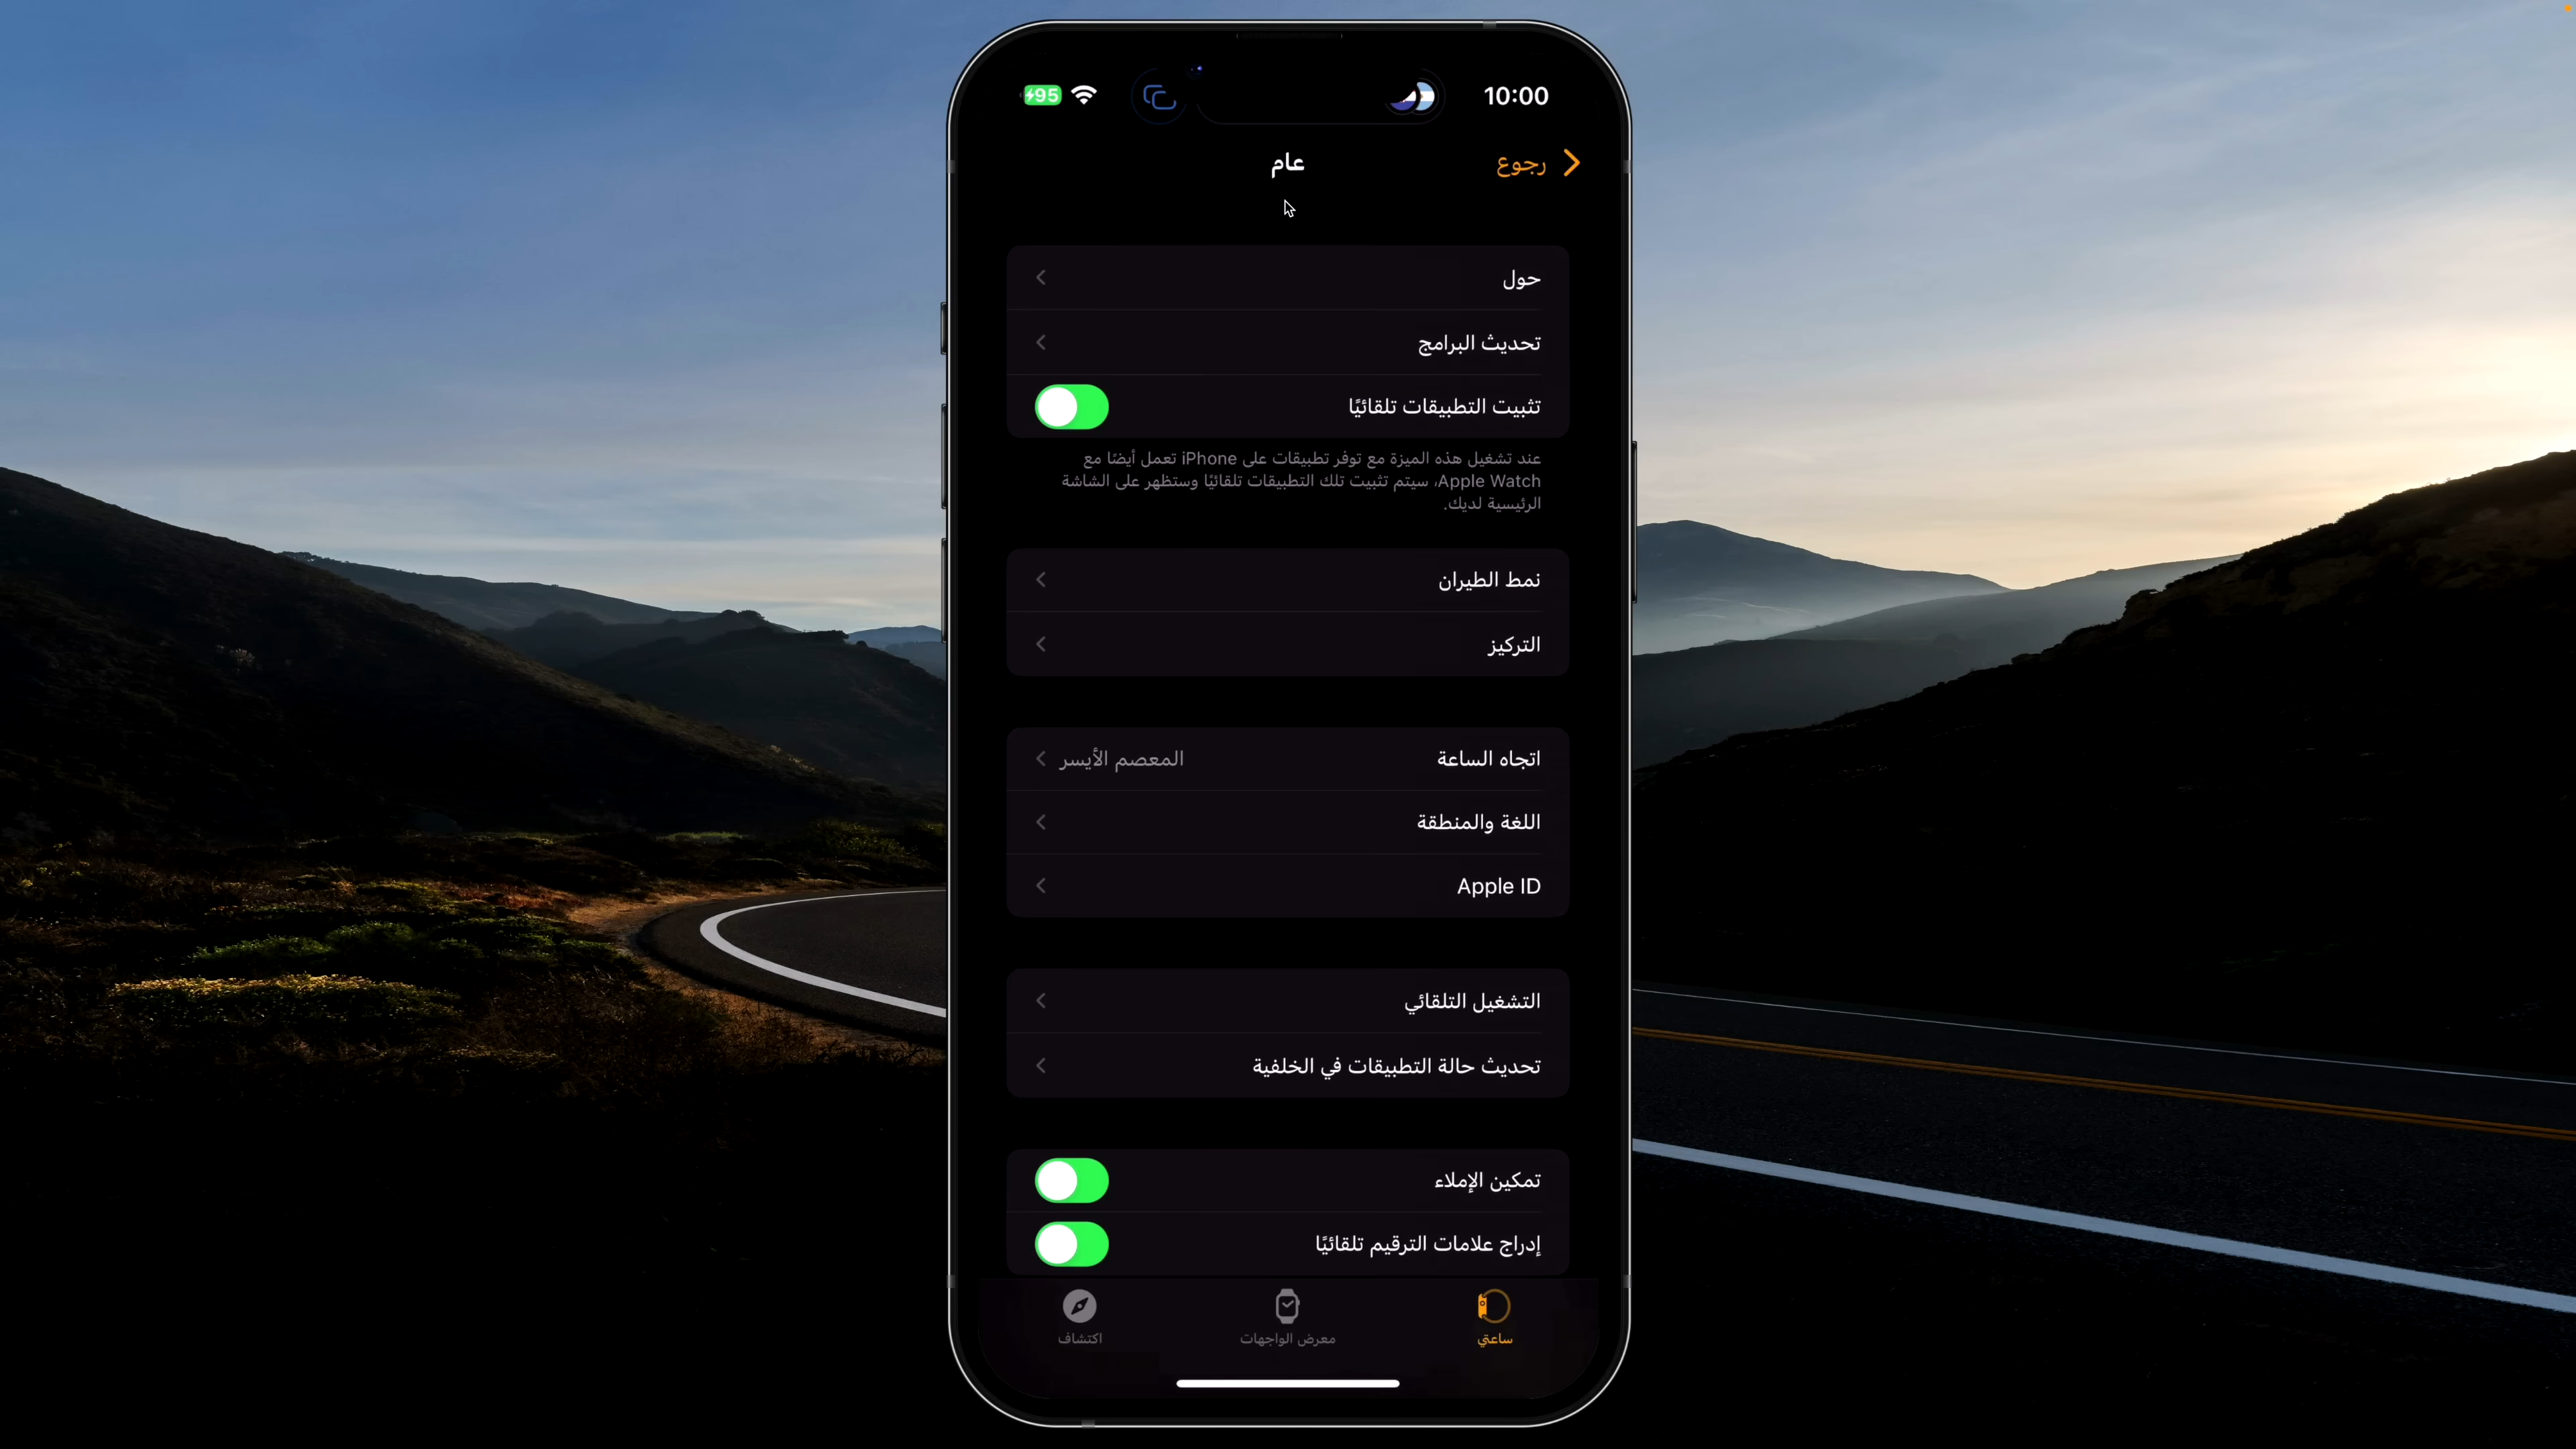 10:00
95
رجوع
عام
حول
تحديث البرامج
تثبيت التطبيقات تلقائيًا
عند تشغيل هذه الميزة مع توفر تطبيقات على iPhone تعمل أيضًا مع
Apple Watch، سيتم تثبيت تلك التطبيقات تلقائيًا وستظهر على الشاشة
الرئيسية لديك.
نمط الطيران
التركيز
اتجاه الساعة المعصم الأيسر
اللغة والمنطقة
Apple ID
التشغيل التلقائي
تحديث حالة التطبيقات في الخلفية
تمكين الإملاء
إدراج علامات الترقيم تلقائيًا
ساعتي
معرض الواجهات
اكتشاف